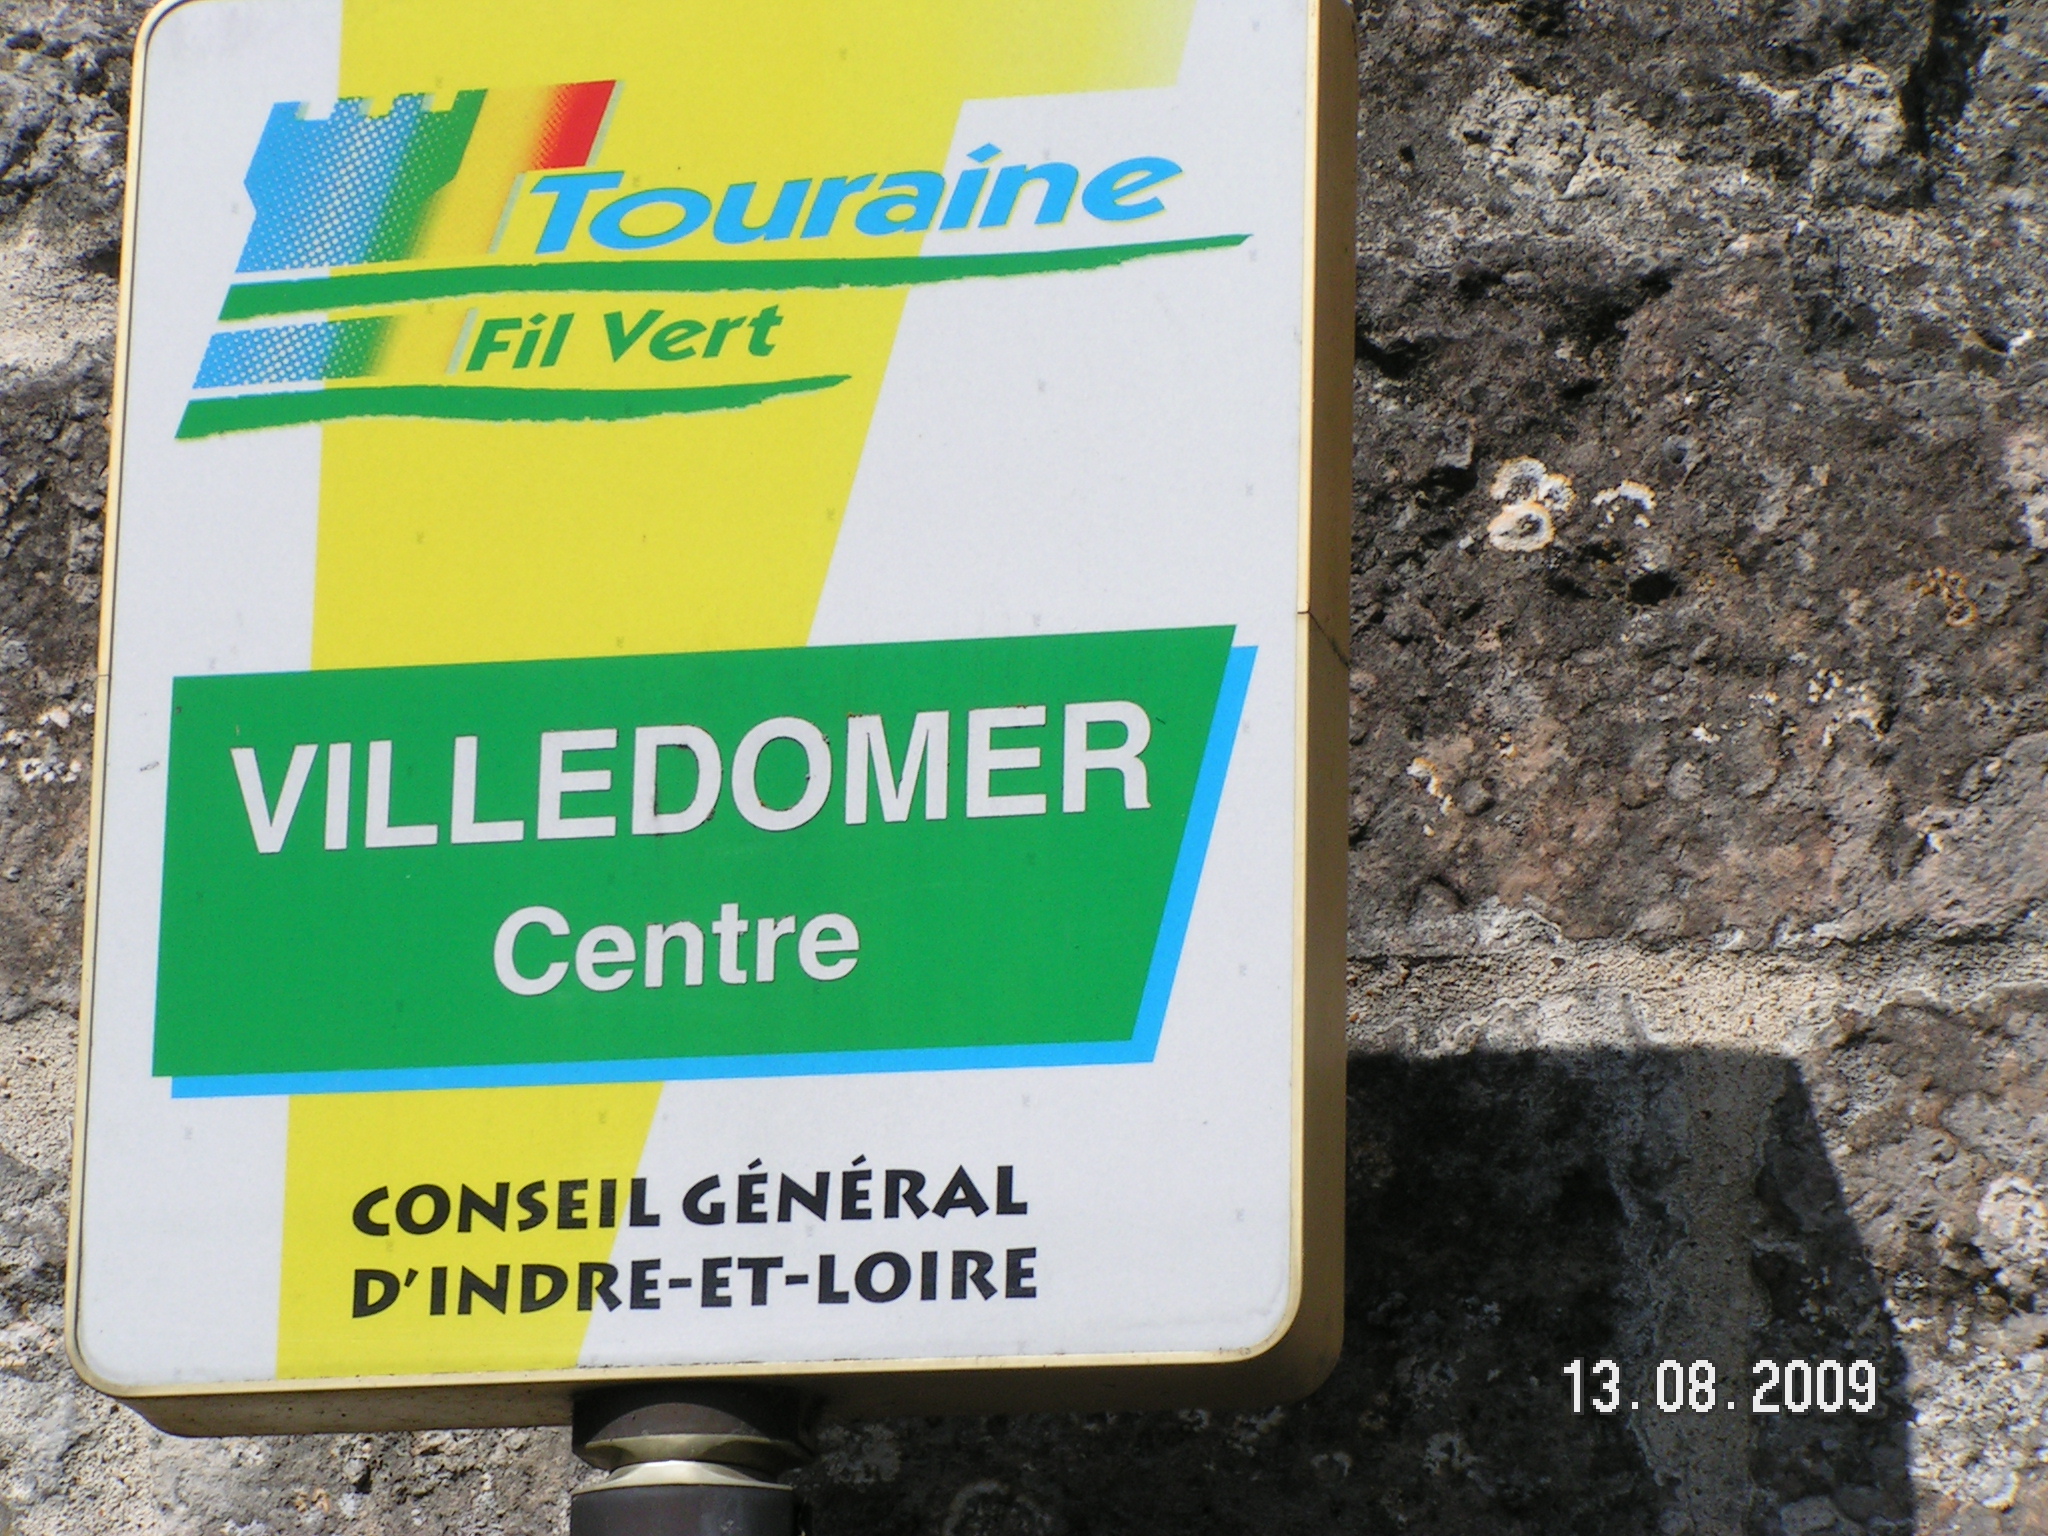 Touraine
Fil Vert
VILLEDOMER
Centre
CONSEIL GÉNÉRAL
D'INDRE-ET-LOIRE
13.08.2009